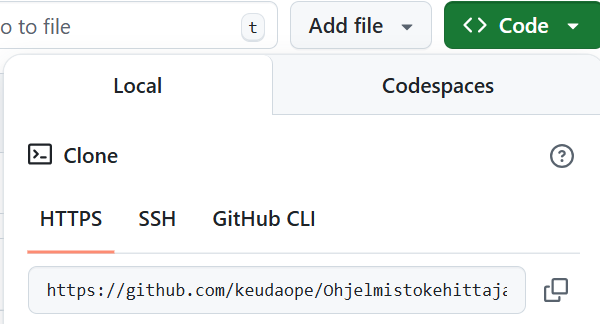 o to file t Add file <> Code
Local Codespaces
Clone
HTTPS SSH GitHub CLI
https://github.com/keudaope/Ohjelmistokehittaja